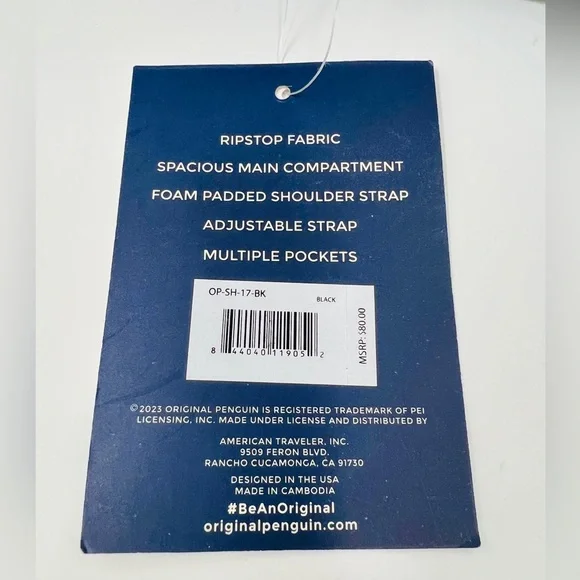 RIPSTOP FABRIC
SPACIOUS MAIN COMPARTMENT
FOAM PADDED SHOULDER STRAP
ADJUSTABLE STRAP
MULTIPLE POCKETS
OP-SH-17-BK
BLACK
8 44040 11905 2
MSRP: $80.00
©2023 ORIGINAL PENGUIN IS REGISTERED TRADEMARK OF PEI
LICENSING, INC. MADE UNDER LICENSE AND DISTRIBUTED BY
AMERICAN TRAVELER, INC.
9509 FERON BLVD.
RANCHO CUCAMONGA, CA 91730
DESIGNED IN THE USA
MADE IN CAMBODIA
#BeAnOriginal
originalpenguin.com